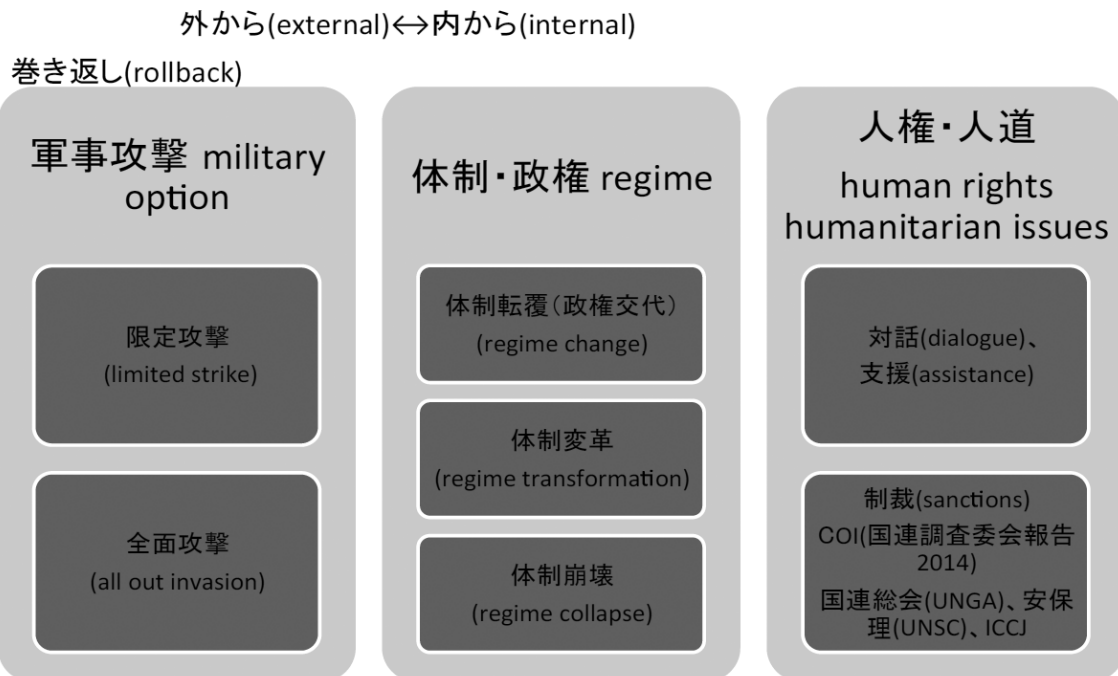 外から(external)↔内から(internal)
巻き返し(rollback)
軍事攻撃 military
option
限定攻撃
(limited strike)
全面攻撃
(all out invasion)
体制・政権 regime
体制転覆(政権交代)
(regime change)
体制変革
(regime transformation)
体制崩壊
(regime collapse)
人権・人道
human rights
humanitarian issues
対話(dialogue)、
支援(assistance)
制裁(sanctions)
COI(国連調査委会報告
2014)
国連総会(UNGA)、安保
理(UNSC)、ICCJ